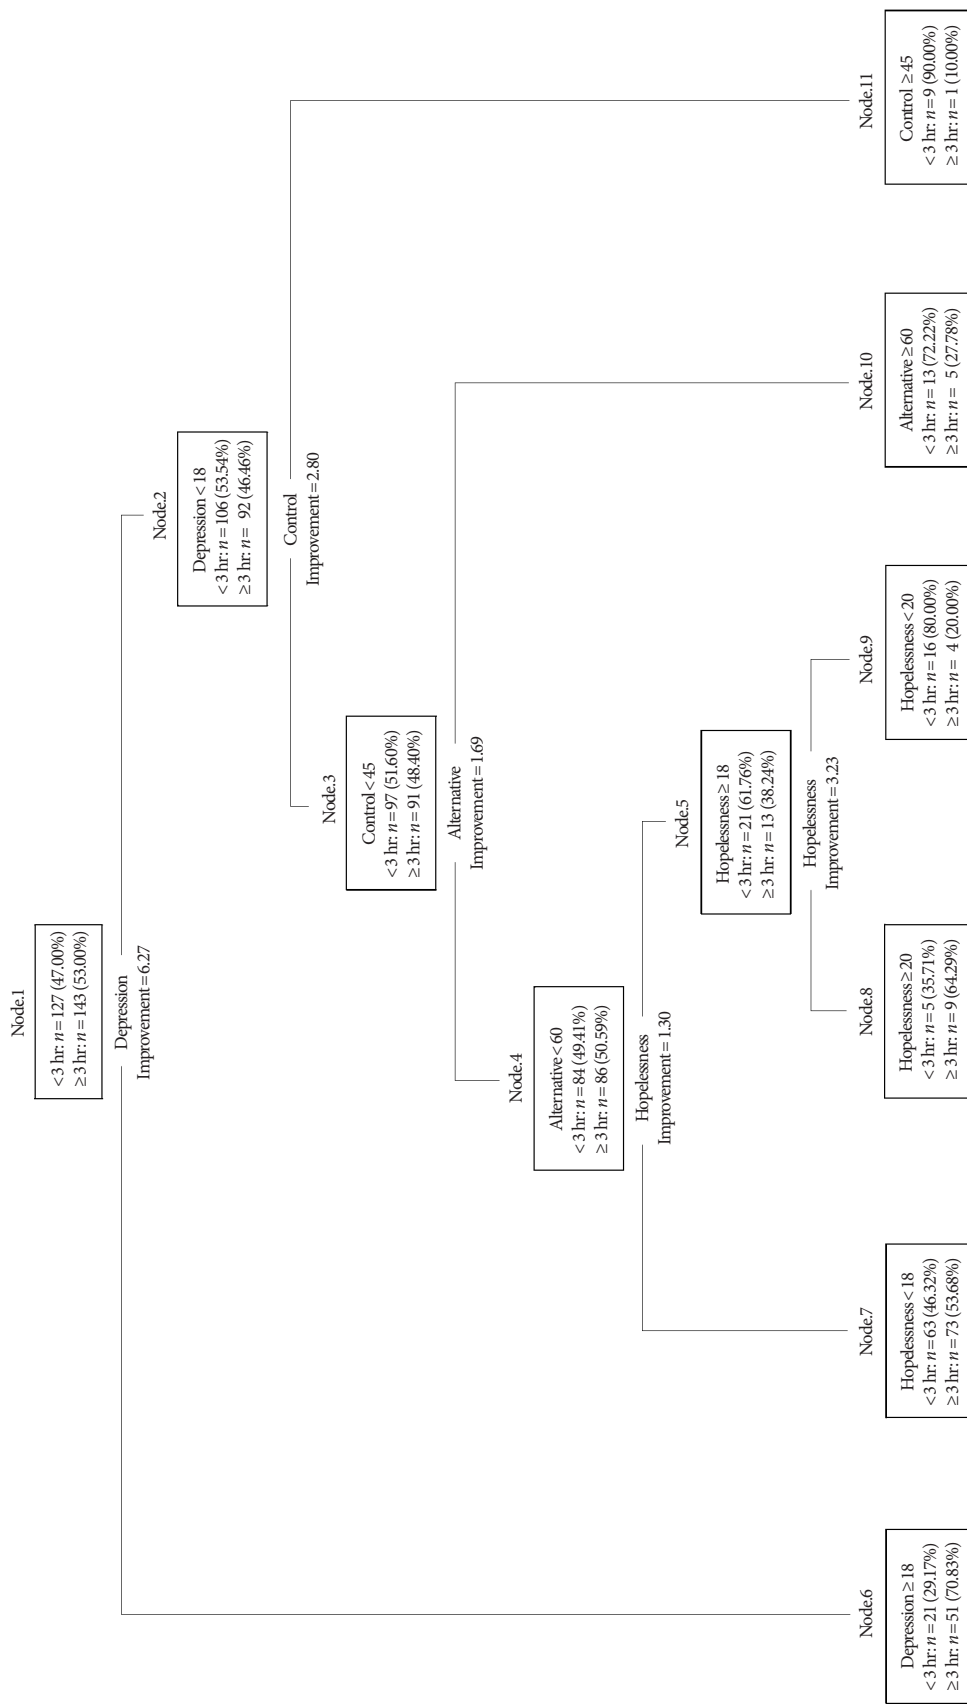 Node.1
<3 hr: n=127 (47.00%)
≥3 hr: n=143 (53.00%)
Depression
Improvement=6.27
Node.2
Depression<18
<3 hr: n=106 (53.54%)
≥3 hr: n= 92 (46.46%)
Control
Improvement=2.80
Node.3
Control<45
<3 hr: n=97 (51.60%)
≥3 hr: n=91 (48.40%)
Alternative
Improvement=1.69
Node.4
Alternative<60
<3 hr: n=84 (49.41%)
≥3 hr: n=86 (50.59%)
Hopelessness
Improvement=1.30
Node.5
Hopelessness≥18
<3 hr: n=21 (61.76%)
≥3 hr: n=13 (38.24%)
Hopelessness
Improvement=3.23
Node.6
Depression≥18
<3 hr: n=21 (29.17%)
≥3 hr: n=51 (70.83%)
Node.7
Hopelessness<18
<3 hr: n=63 (46.32%)
≥3 hr: n=73 (53.68%)
Node.8
Hopelessness≥20
<3 hr: n=5 (35.71%)
≥3 hr: n=9 (64.29%)
Node.9
Hopelessness<20
<3 hr: n=16 (80.00%)
≥3 hr: n= 4 (20.00%)
Node.10
Alternative≥60
<3 hr: n=13 (72.22%)
≥3 hr: n= 5 (27.78%)
Node.11
Control≥45
<3 hr: n=9 (90.00%)
≥3 hr: n=1 (10.00%)